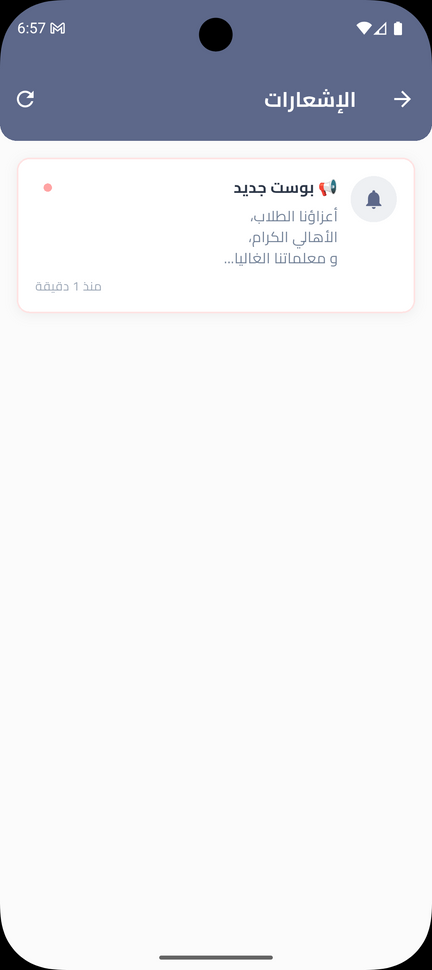 6:57
الإشعارات
📢 بوست جديد
أعزاؤنا الطلاب،
الأهالي الكرام،
و معلماتنا الغاليا...
منذ 1 دقيقة